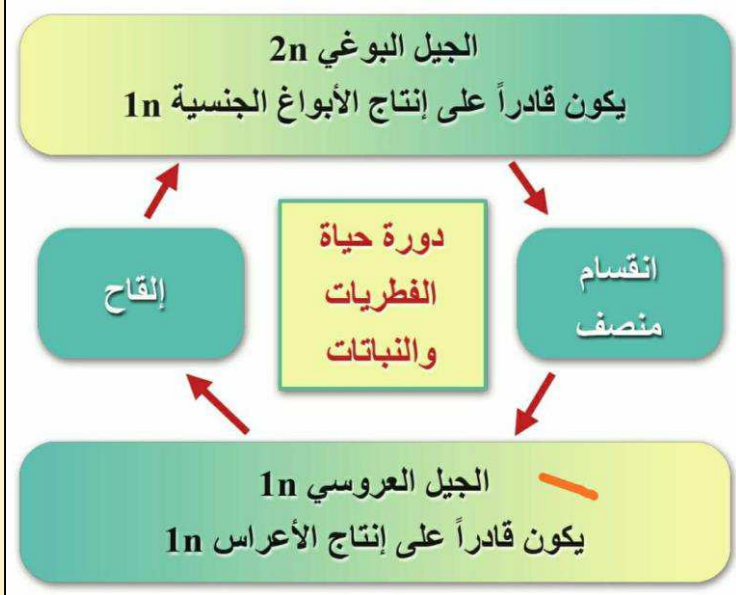 الجيل البوغي 2n
يكون قادراً على إنتاج الأبواغ الجنسية 1n
انقسام
منصف
دورة حياة
الفطريات
والنباتات
إلقاح
الجيل العروسي 1n
يكون قادراً على إنتاج الأعراس 1n